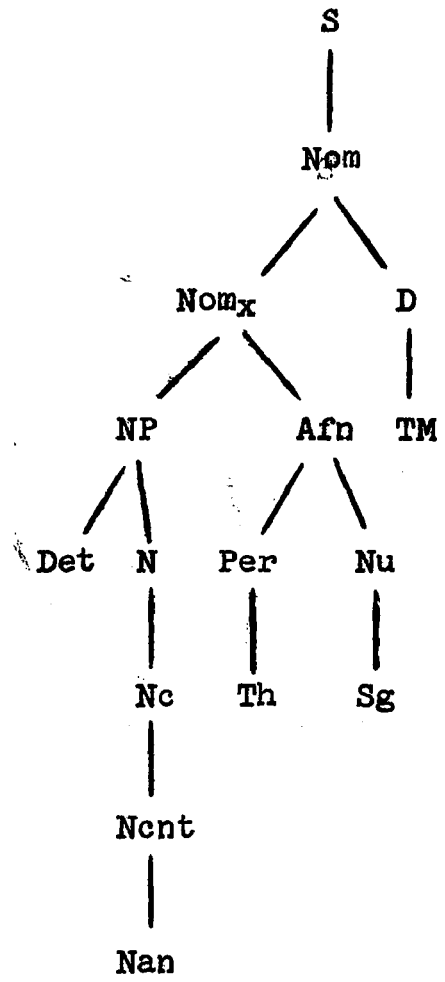 S
Nom
Nomx D
NP Afn TM
Det N Per Nu
Nc Th Sg
Ncnt
Nan